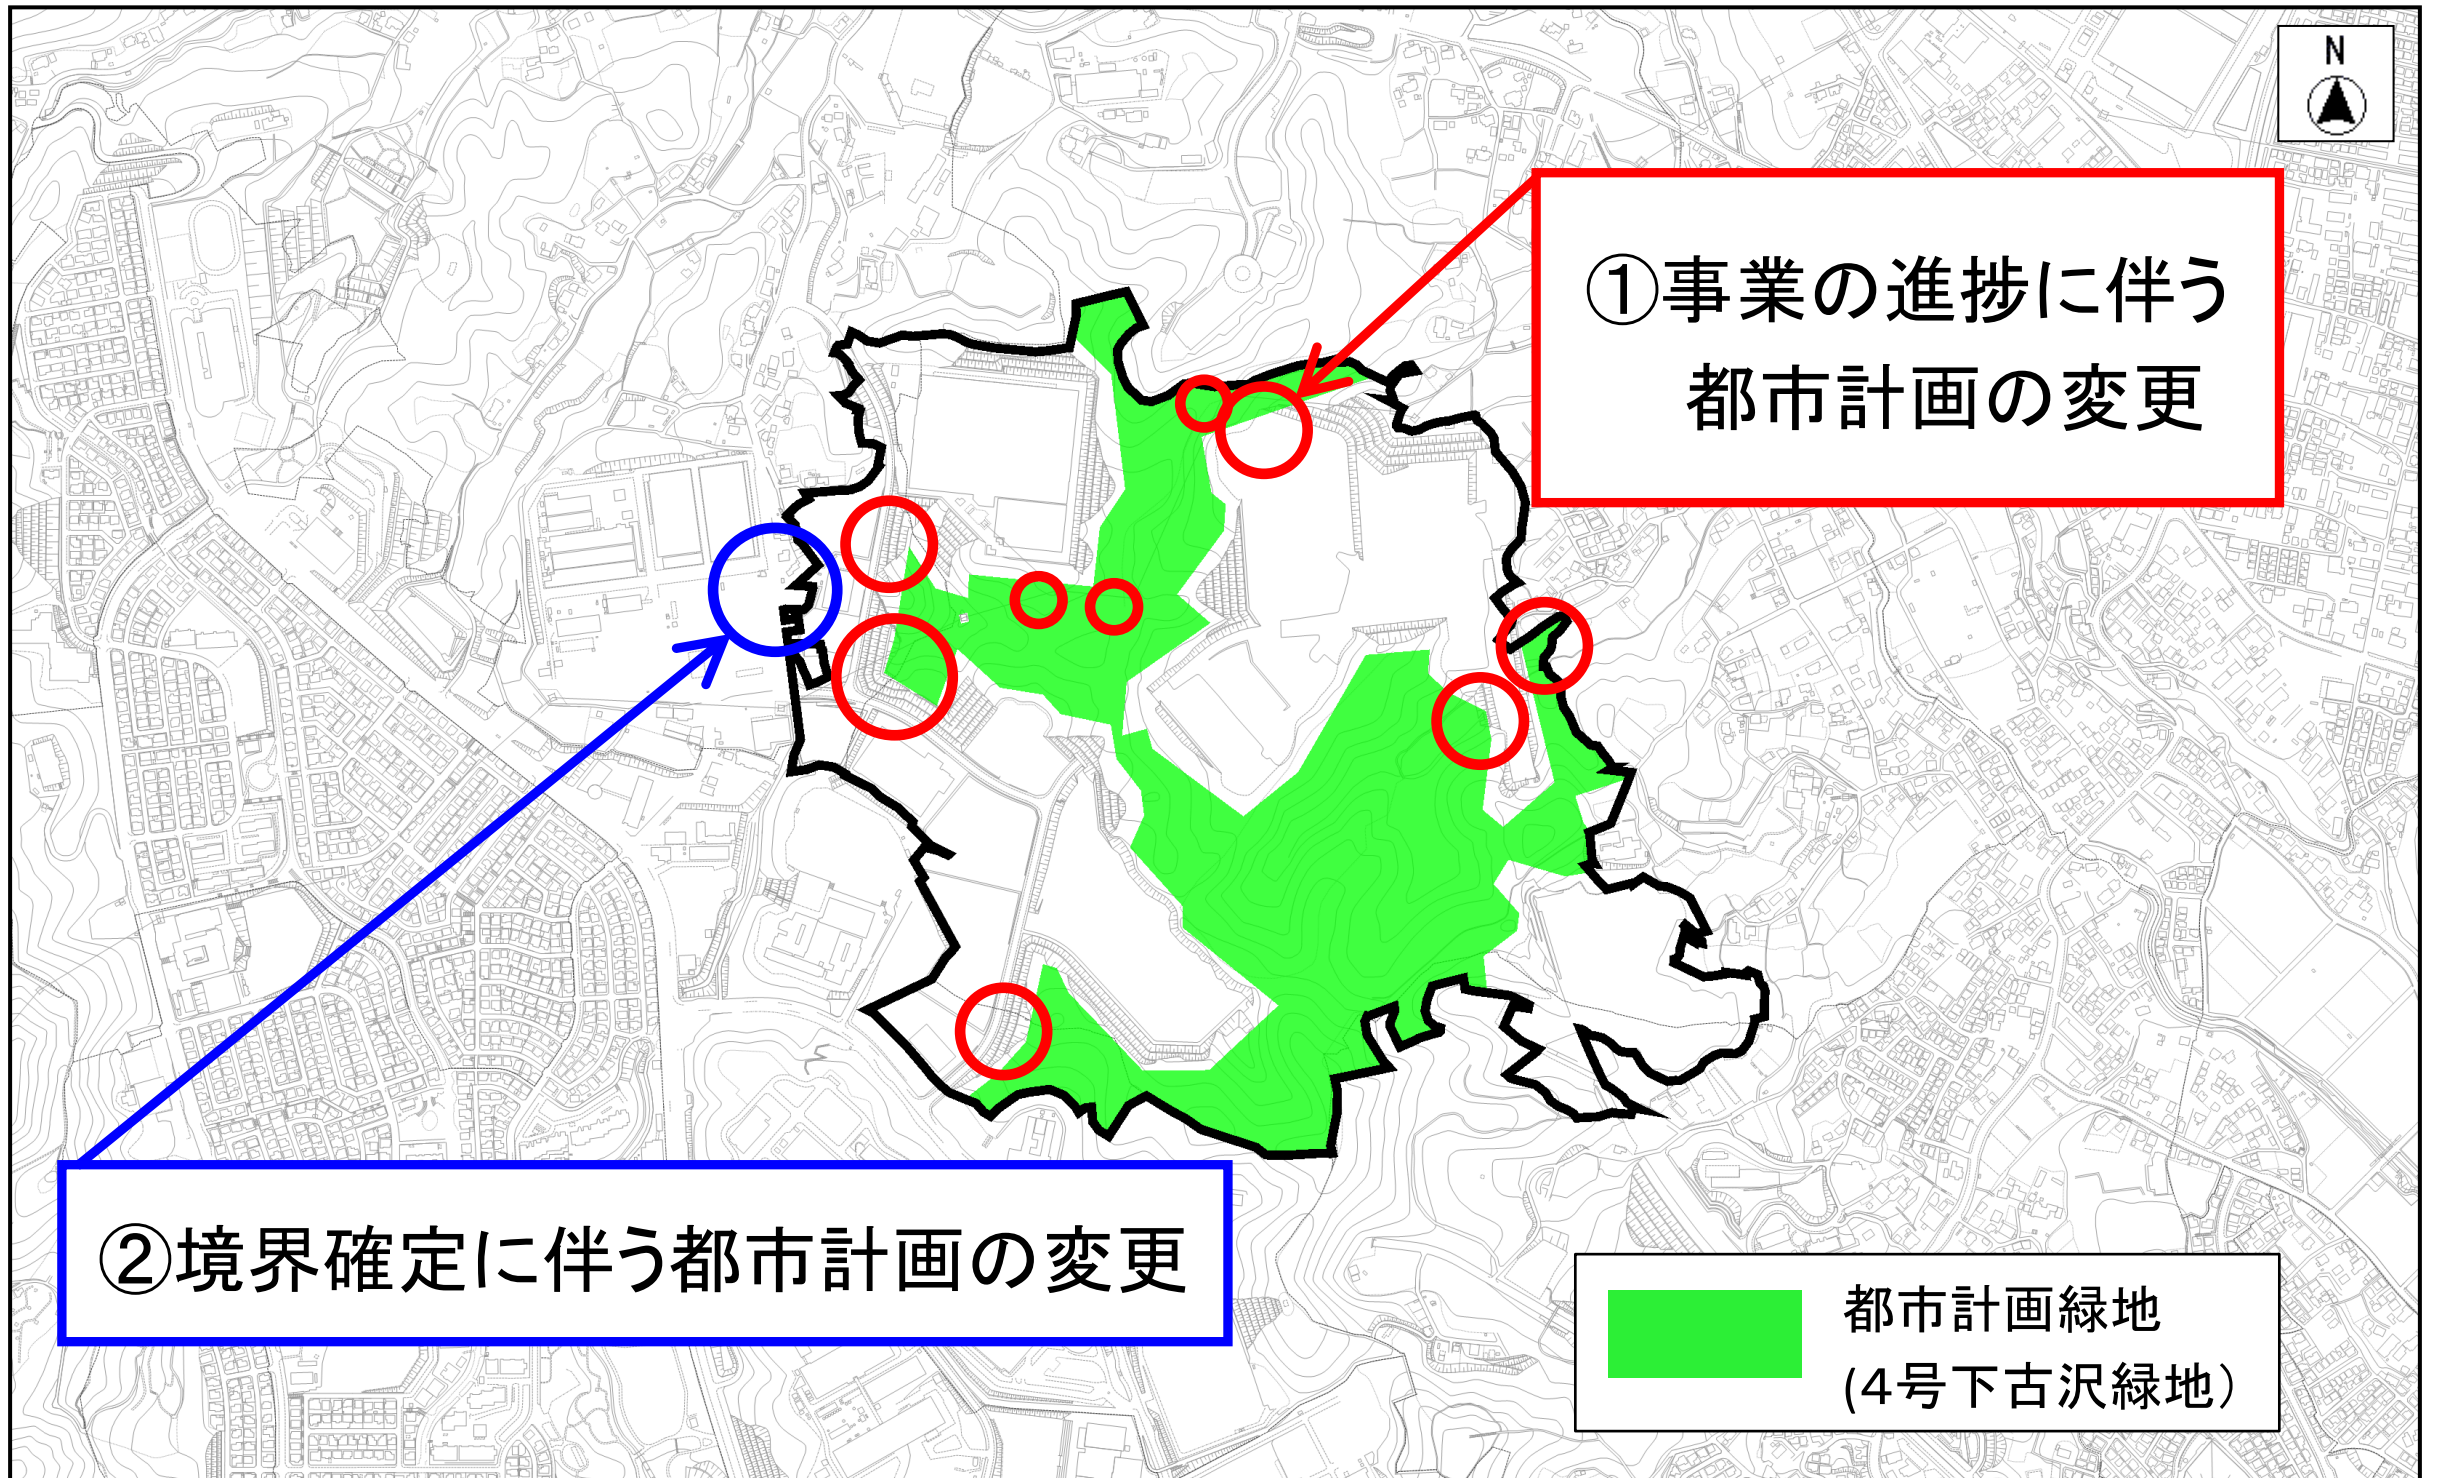 N
①事業の進捗に伴う
都市計画の変更
②境界確定に伴う都市計画の変更
都市計画緑地
(4号下古沢緑地）